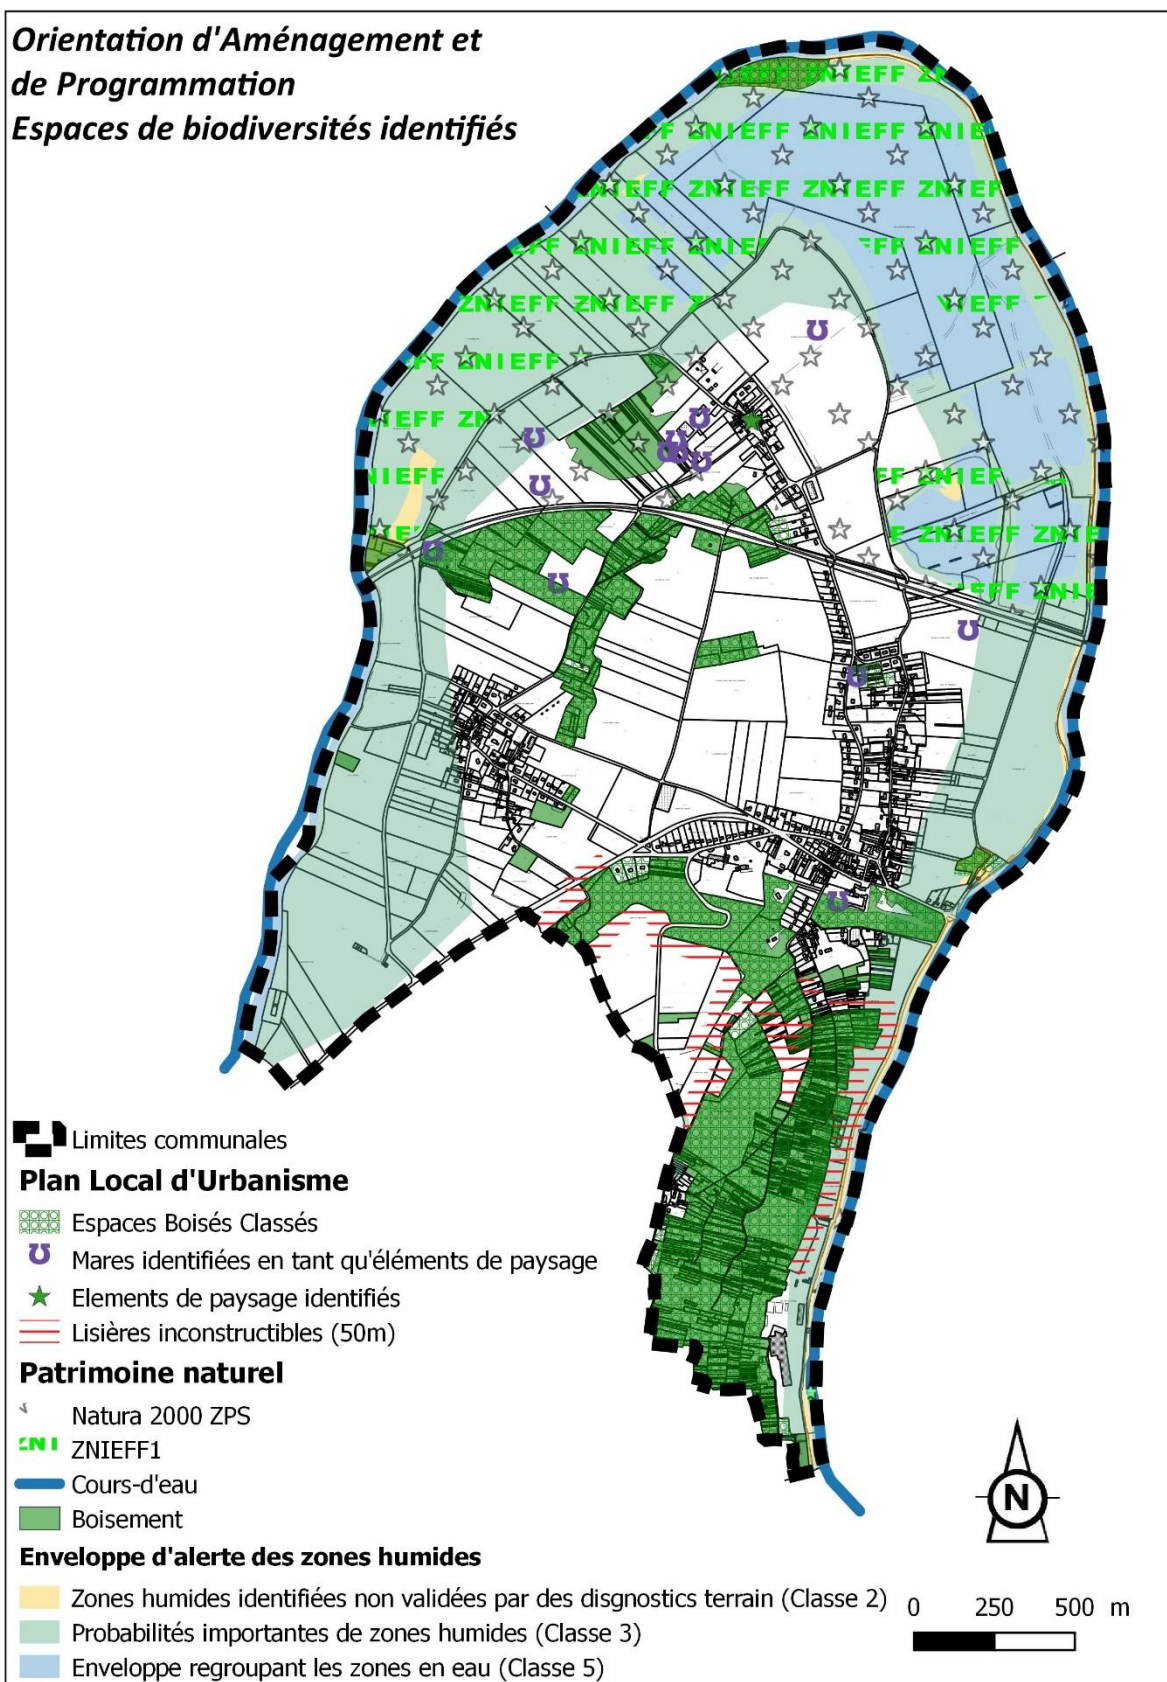 Orientation d'Aménagement et
de Programmation
Espaces de biodiversités identifiés
ZNIEFF
ZNIEFF ZNIEFF
ZNIEFF ZNIEFF ZNIEFF
ZNIEFF ZNIEFF
ZNIEFF
ZNIEFF ZNIEFF
ZNIEFF
ZNIEFF
ZNIEFF
Limites communales
Plan Local d'Urbanisme
Espaces Boisés Classés
Mares identifiées en tant qu'éléments de paysage
Elements de paysage identifiés
Lisières inconstructibles (50m)
Patrimoine naturel
Natura 2000 ZPS
ZNIEFF1
Cours-d'eau
Boisement
Enveloppe d'alerte des zones humides
Zones humides identifiées non validées par des disgnostics terrain (Classe 2)
Probabilités importantes de zones humides (Classe 3)
Enveloppe regroupant les zones en eau (Classe 5)
N
0 250 500 m